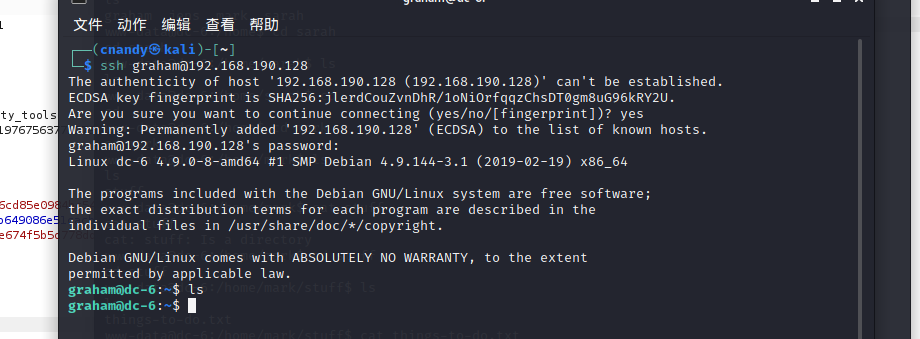 文件 动作 编辑 查看 帮助
(cnandy㉿kali)-[~]
$ ssh graham@192.168.190.128
The authenticity of host '192.168.190.128 (192.168.190.128)' can't be established.
ECDSA key fingerprint is SHA256:jlerdCouZvnDhR/1oNiOrfqqzChsDT0gm8uG96kRY2U.
Are you sure you want to continue connecting (yes/no/[fingerprint])? yes
Warning: Permanently added '192.168.190.128' (ECDSA) to the list of known hosts.
graham@192.168.190.128's password:
Linux dc-6 4.9.0-8-amd64 #1 SMP Debian 4.9.144-3.1 (2019-02-19) x86_64
The programs included with the Debian GNU/Linux system are free software;
the exact distribution terms for each program are described in the
individual files in /usr/share/doc/*/copyright.
Debian GNU/Linux comes with ABSOLUTELY NO WARRANTY, to the extent
permitted by applicable law.
graham@dc-6:~$ ls
graham@dc-6:~$
ty_tools
197675637
6cd85e098
b649086e5
e674f5b5c